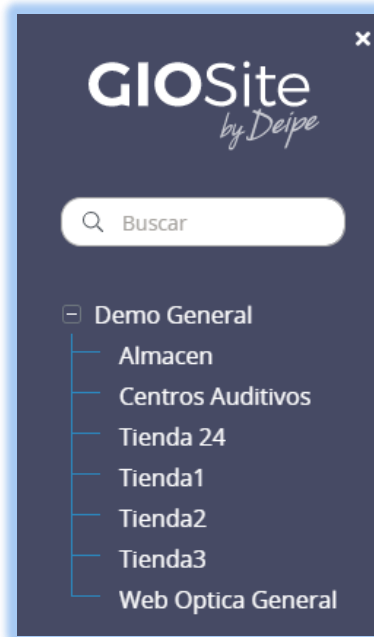 GIOSite
by Deipe
Buscar
Demo General
Almacen
Centros Auditivos
Tienda 24
Tienda1
Tienda2
Tienda3
Web Optica General